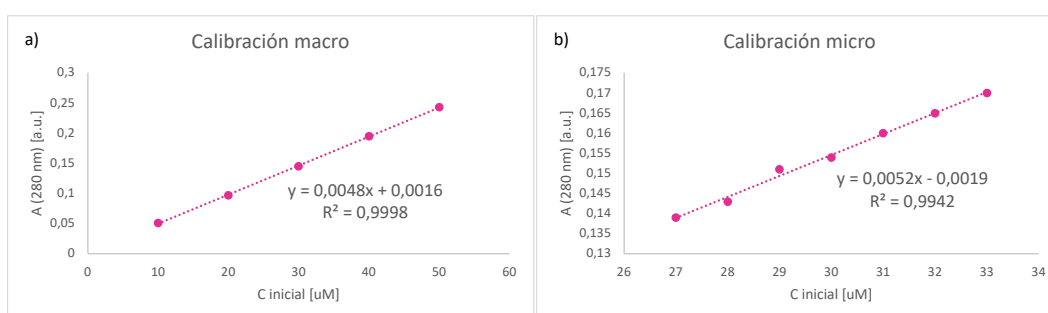 a)
Calibración macro
A (280 nm) [a.u.]
0,3
0,25
0,2
0,15
0,1
0,05
0
y = 0,0048x + 0,0016
R² = 0,9998
0 10 20 30 40 50 60
C inicial [uM]
b)
Calibración micro
A (280 nm) [a.u.]
0,175
0,17
0,165
0,16
0,155
0,15
0,145
0,14
0,135
0,13
y = 0,0052x - 0,0019
R² = 0,9942
26 27 28 29 30 31 32 33 34
C inicial [uM]